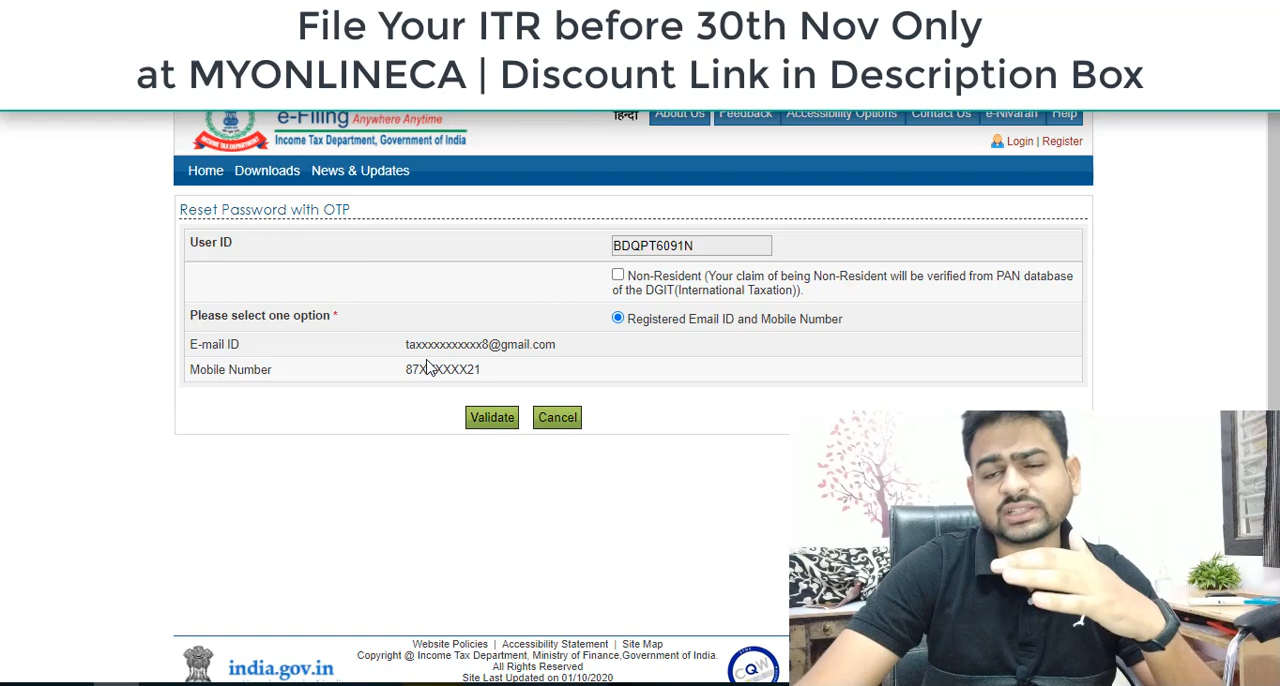 File Your ITR before 30th Nov Only
at MYONLINECA | Discount Link in Description Box
e-Filing Anywhere Anytime
Income Tax Department, Government of India
हिन्दी About Us Feedback Accessibility Options Contact Us e-Nivaran Help
Login | Register
Home Downloads News & Updates
Reset Password with OTP
User ID BDQPT6091N
Non-Resident (Your claim of being Non-Resident will be verified from PAN database
of the DGIT(International Taxation)).
Please select one option * Registered Email ID and Mobile Number
E-mail ID taxxxxxxxxxxx8@gmail.com
Mobile Number 87XXXXXX21
Validate Cancel
Website Policies | Accessibility Statement | Site Map
Copyright @ Income Tax Department, Ministry of Finance,Government of India.
All Rights Reserved
Site Last Updated on 01/10/2020
india.gov.in
CQW